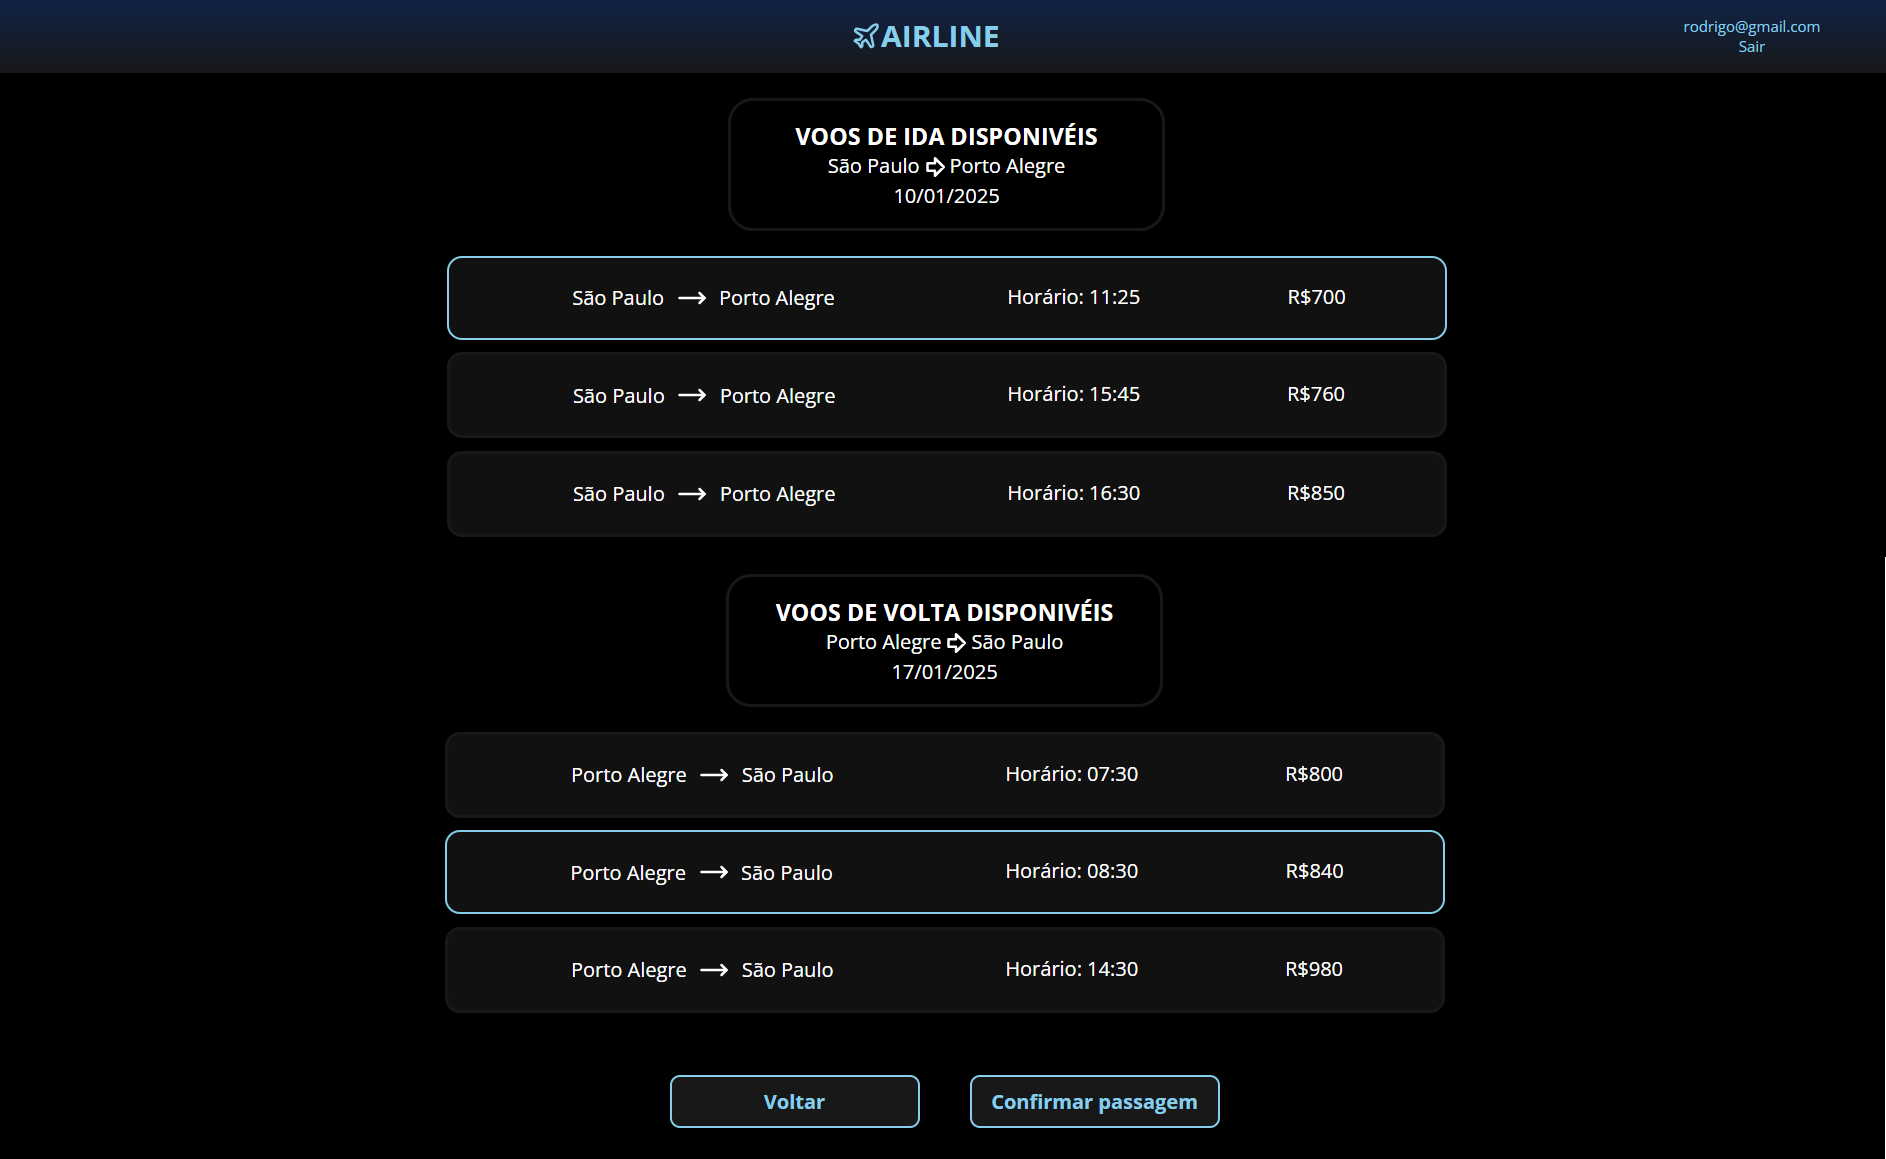 AIRLINE
rodrigo@gmail.com
Sair
VOOS DE IDA DISPONIVÉIS
São Paulo Porto Alegre
10/01/2025
São Paulo Porto Alegre Horário: 11:25 R$700
São Paulo Porto Alegre Horário: 15:45 R$760
São Paulo Porto Alegre Horário: 16:30 R$850
VOOS DE VOLTA DISPONIVÉIS
Porto Alegre São Paulo
17/01/2025
Porto Alegre São Paulo Horário: 07:30 R$800
Porto Alegre São Paulo Horário: 08:30 R$840
Porto Alegre São Paulo Horário: 14:30 R$980
Voltar Confirmar passagem